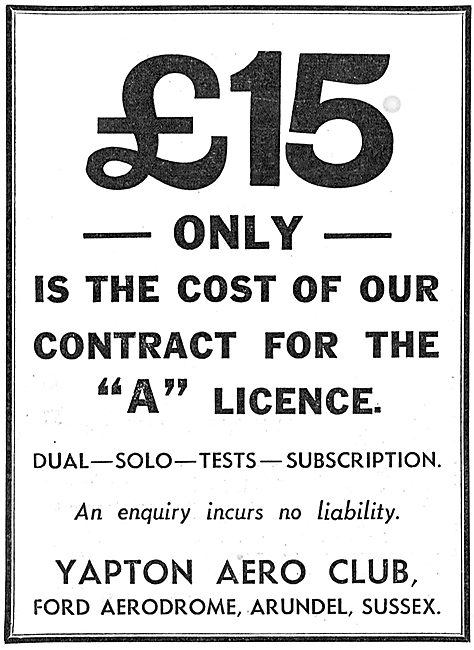 £15
— ONLY —
IS THE COST OF OUR
CONTRACT FOR THE
“A” LICENCE.
DUAL—SOLO—TESTS—SUBSCRIPTION.
An enquiry incurs no liability.
YAPTON AERO CLUB,
FORD AERODROME, ARUNDEL, SUSSEX.